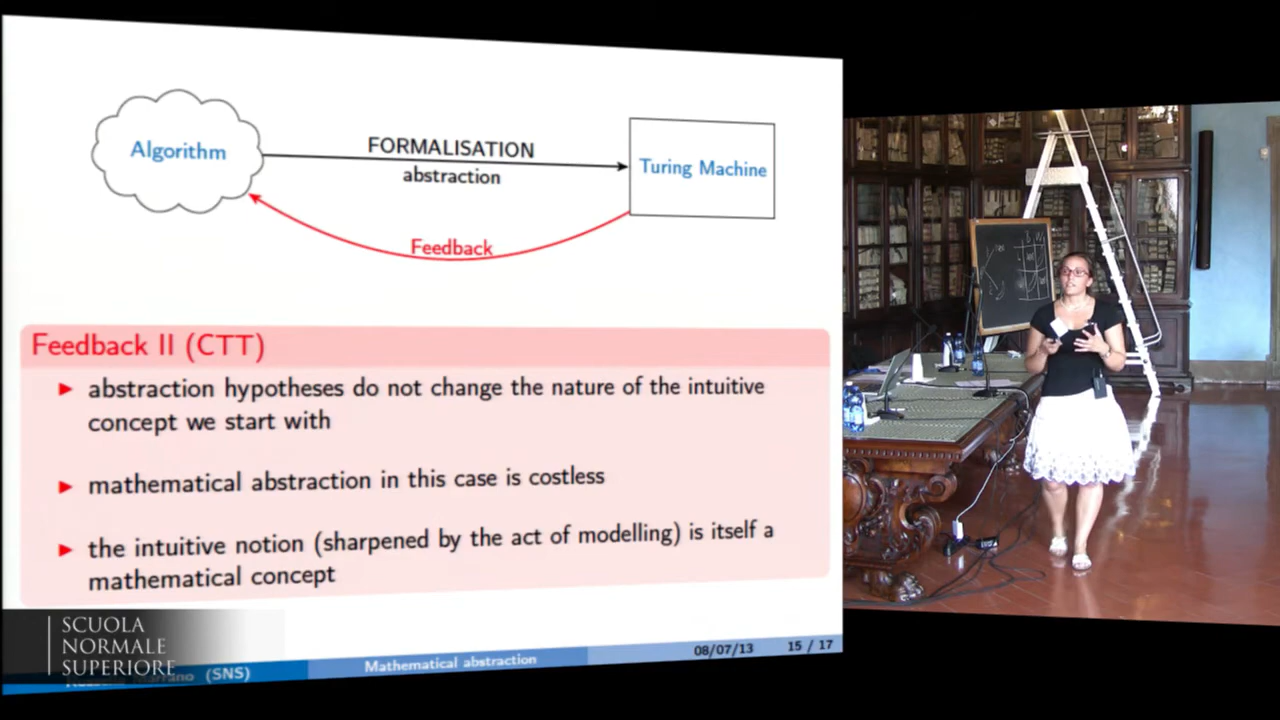 Algorithm
FORMALISATION
abstraction
Turing Machine
Feedback
Feedback II (CTT)
abstraction hypotheses do not change the nature of the intuitive
concept we start with
mathematical abstraction in this case is costless
the intuitive notion (sharpened by the act of modelling) is itself a
mathematical concept
SCUOLA
NORMALE
SUPERIORE
(SNS)
Mathematical abstraction
08/07/13
15 / 17